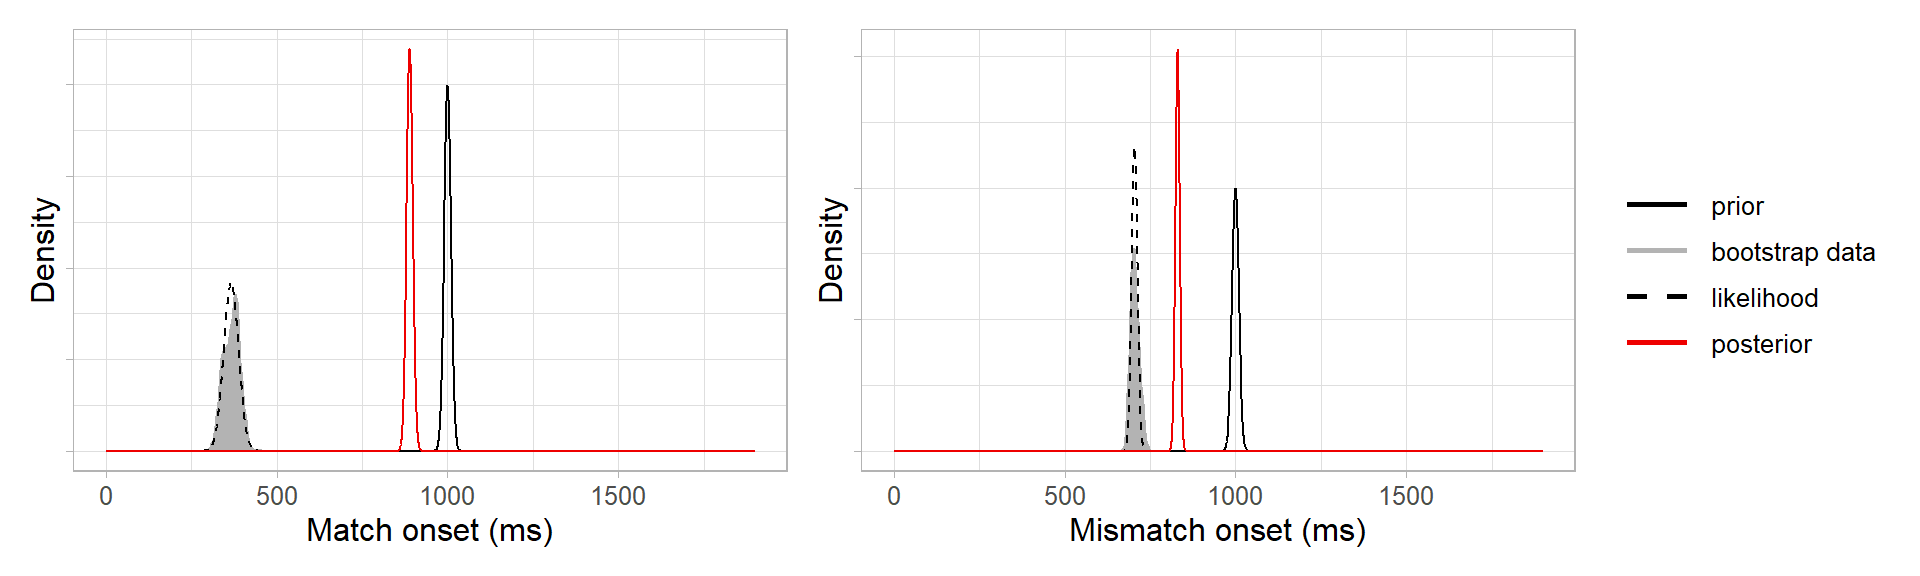 Density
0 500 1000 1500
Match onset (ms)
Density
0 500 1000 1500
Mismatch onset (ms)
prior
bootstrap data
likelihood
posterior